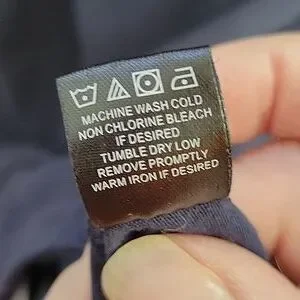 MACHINE WASH COLD
NON CHLORINE BLEACH
IF DESIRED
TUMBLE DRY LOW
REMOVE PROMPTLY
WARM IRON IF DESIRED